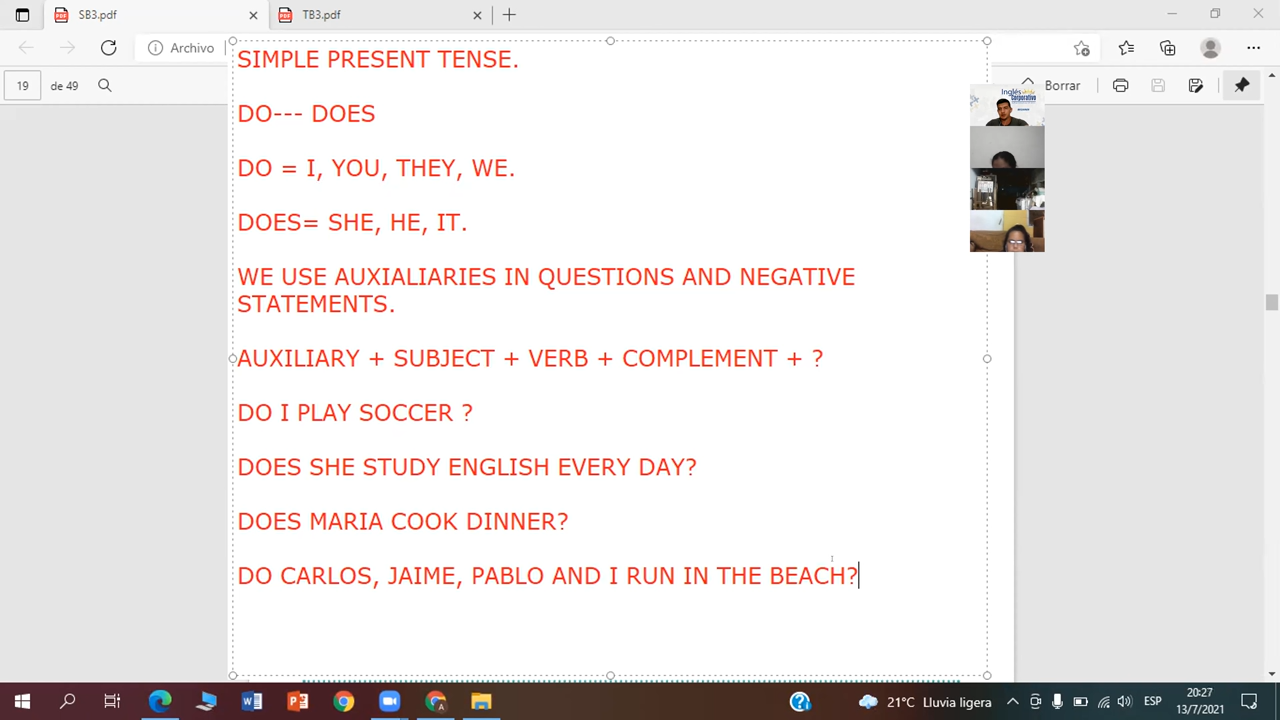 SB3.pdf
TB3.pdf
Archivo
19 de 49
Borrar
SIMPLE PRESENT TENSE.
DO--- DOES
DO = I, YOU, THEY, WE.
DOES= SHE, HE, IT.
WE USE AUXIALIARIES IN QUESTIONS AND NEGATIVE
STATEMENTS.
AUXILIARY + SUBJECT + VERB + COMPLEMENT + ?
DO I PLAY SOCCER ?
DOES SHE STUDY ENGLISH EVERY DAY?
DOES MARIA COOK DINNER?
DO CARLOS, JAIME, PABLO AND I RUN IN THE BEACH?
Inglés
Corporativo
21°C Lluvia ligera
ESP
20:27
13/7/2021